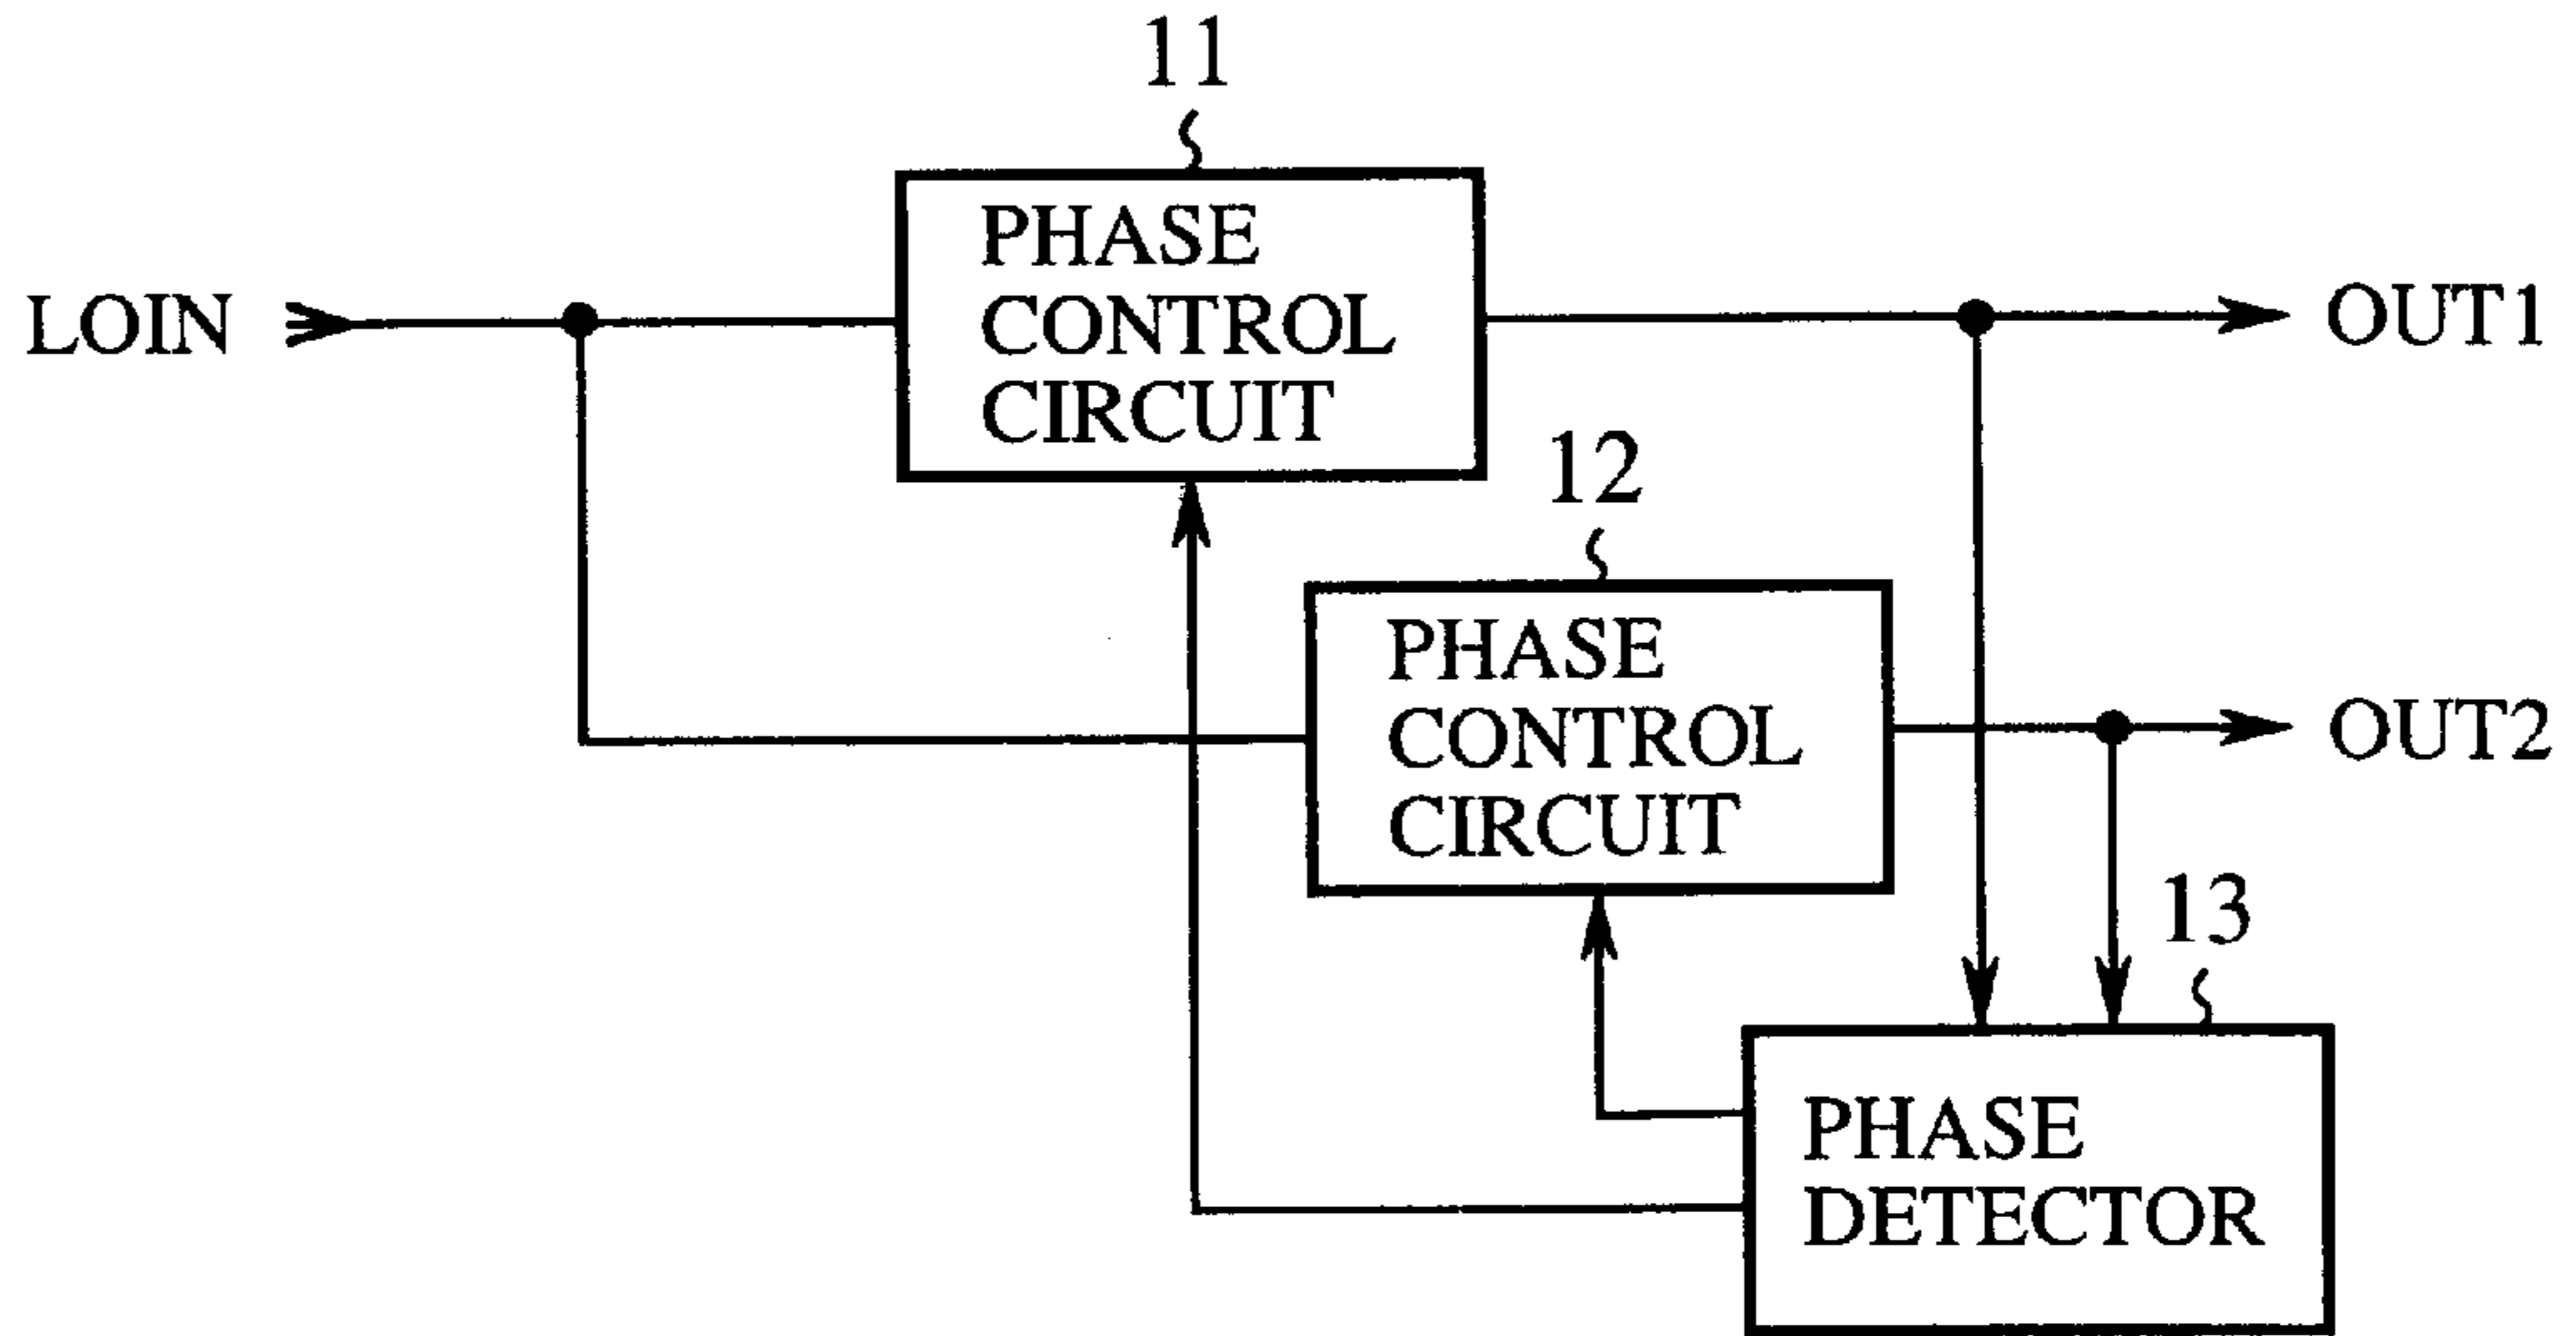 11
PHASE
CONTROL
CIRCUIT
LOIN
OUT1
12
PHASE
CONTROL
CIRCUIT
OUT2
13
PHASE
DETECTOR